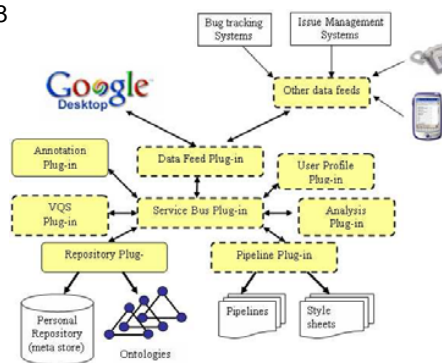 3
Bug tracking
Systems
Issue Management
Systems
Google
Desktop
Other data feeds
Annotation
Plug-in
Data Feed Plug-in
User Profile
Plug-in
VQS
Plug-in
Service Bus Plug-in
Analysis
Plug-in
Repository Plug-
Pipeline Plug-in
Personal
Repository
(meta store)
Ontologies
Pipelines
Style
sheets